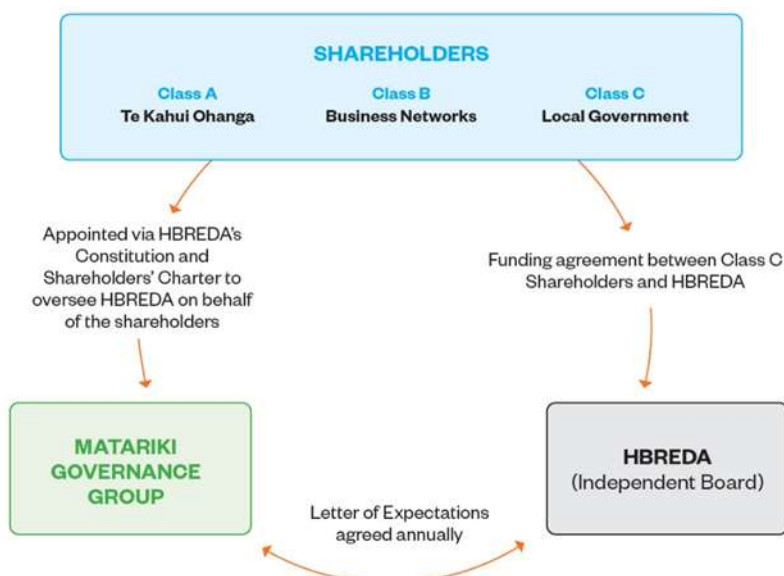 SHAREHOLDERS
Class A
Te Kahui Ohanga
Class B
Business Networks
Class C
Local Government
Appointed via HBREDA’s
Constitution and
Shareholders’ Charter to
oversee HBREDA on behalf
of the shareholders
Funding agreement between Class C
Shareholders and HBREDA
MATARIKI
GOVERNANCE
GROUP
HBREDA
(Independent Board)
Letter of Expectations
agreed annually